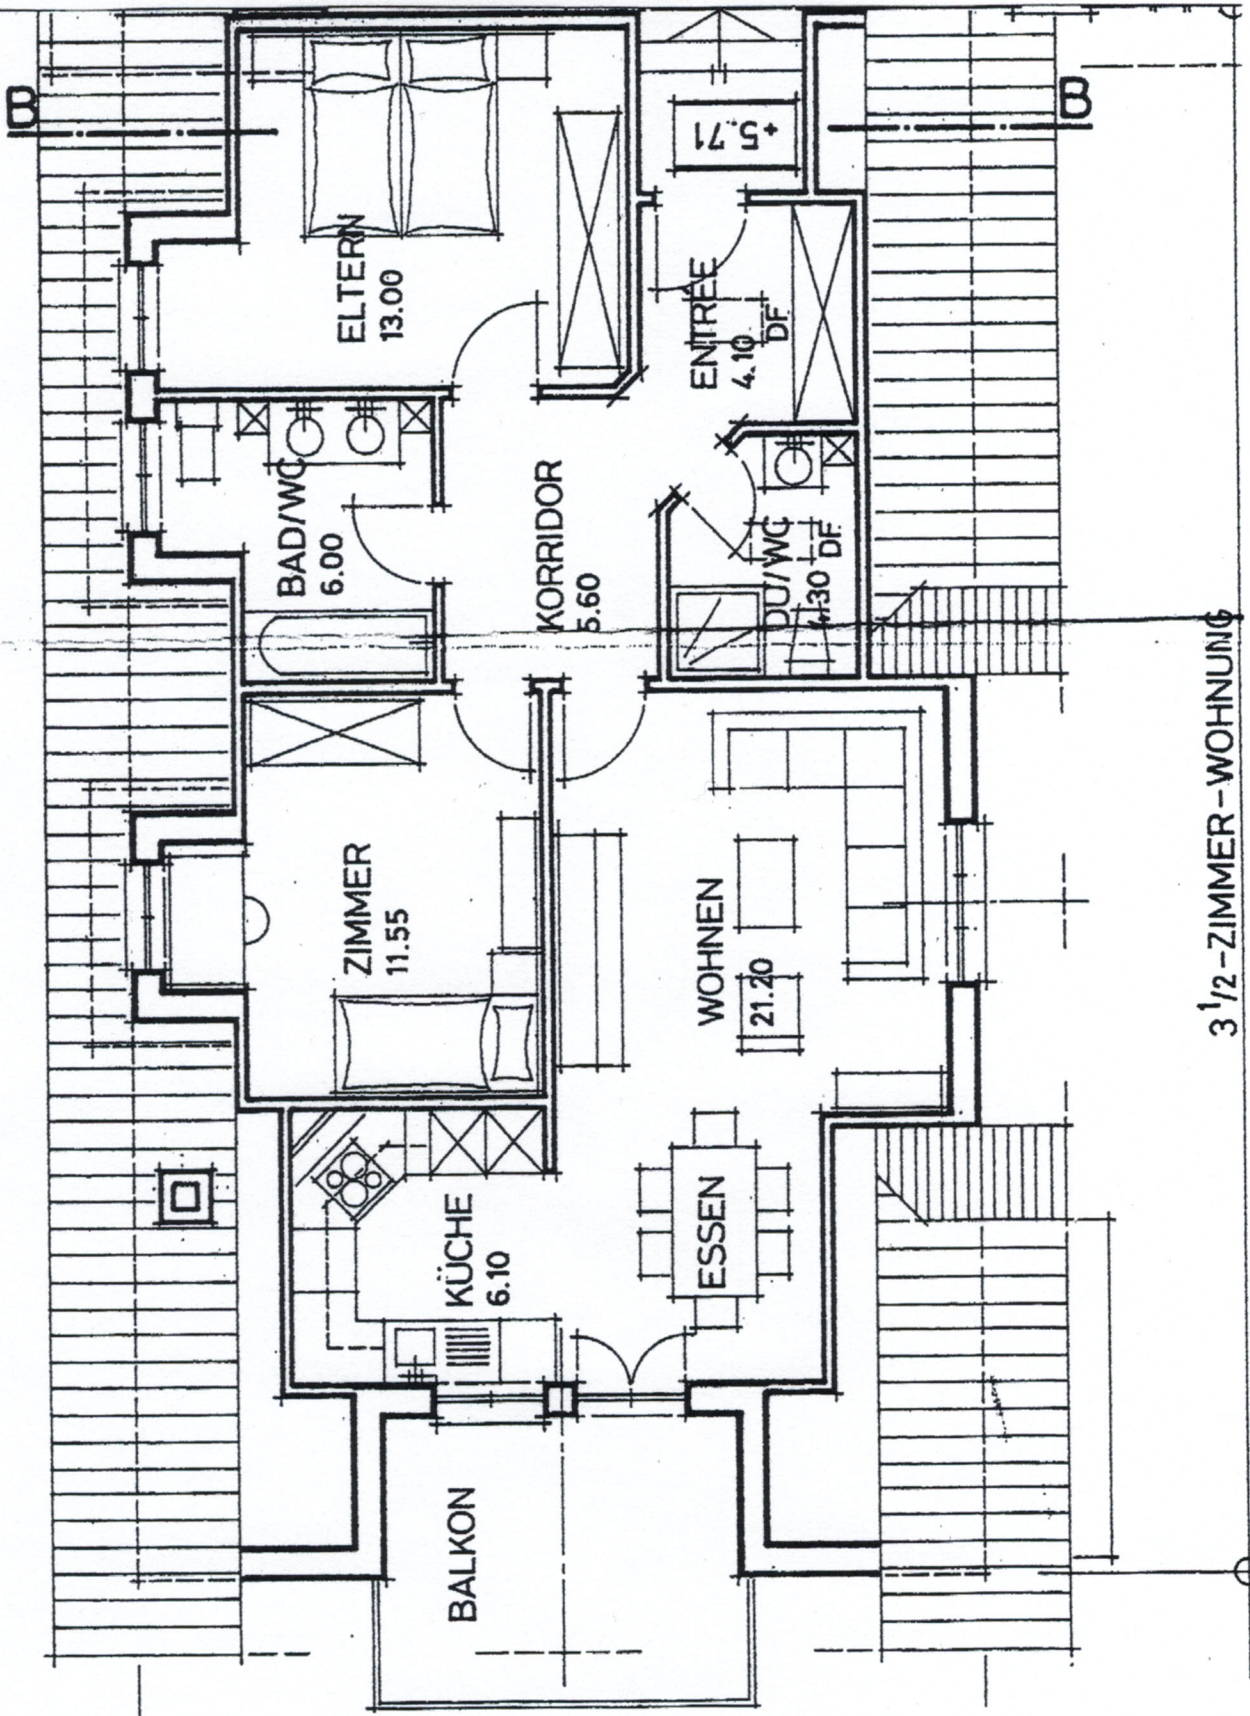 B
B
+5.71
ELTERN
13.00
ENTREE
4.10
DF
BAD/WC
6.00
KORRIDOR
5.60
DU/WC
4.30
DF
ZIMMER
11.55
WOHNEN
21.20
KÜCHE
6.10
ESSEN
BALKON
3 1/2-ZIMMER-WOHNUNG